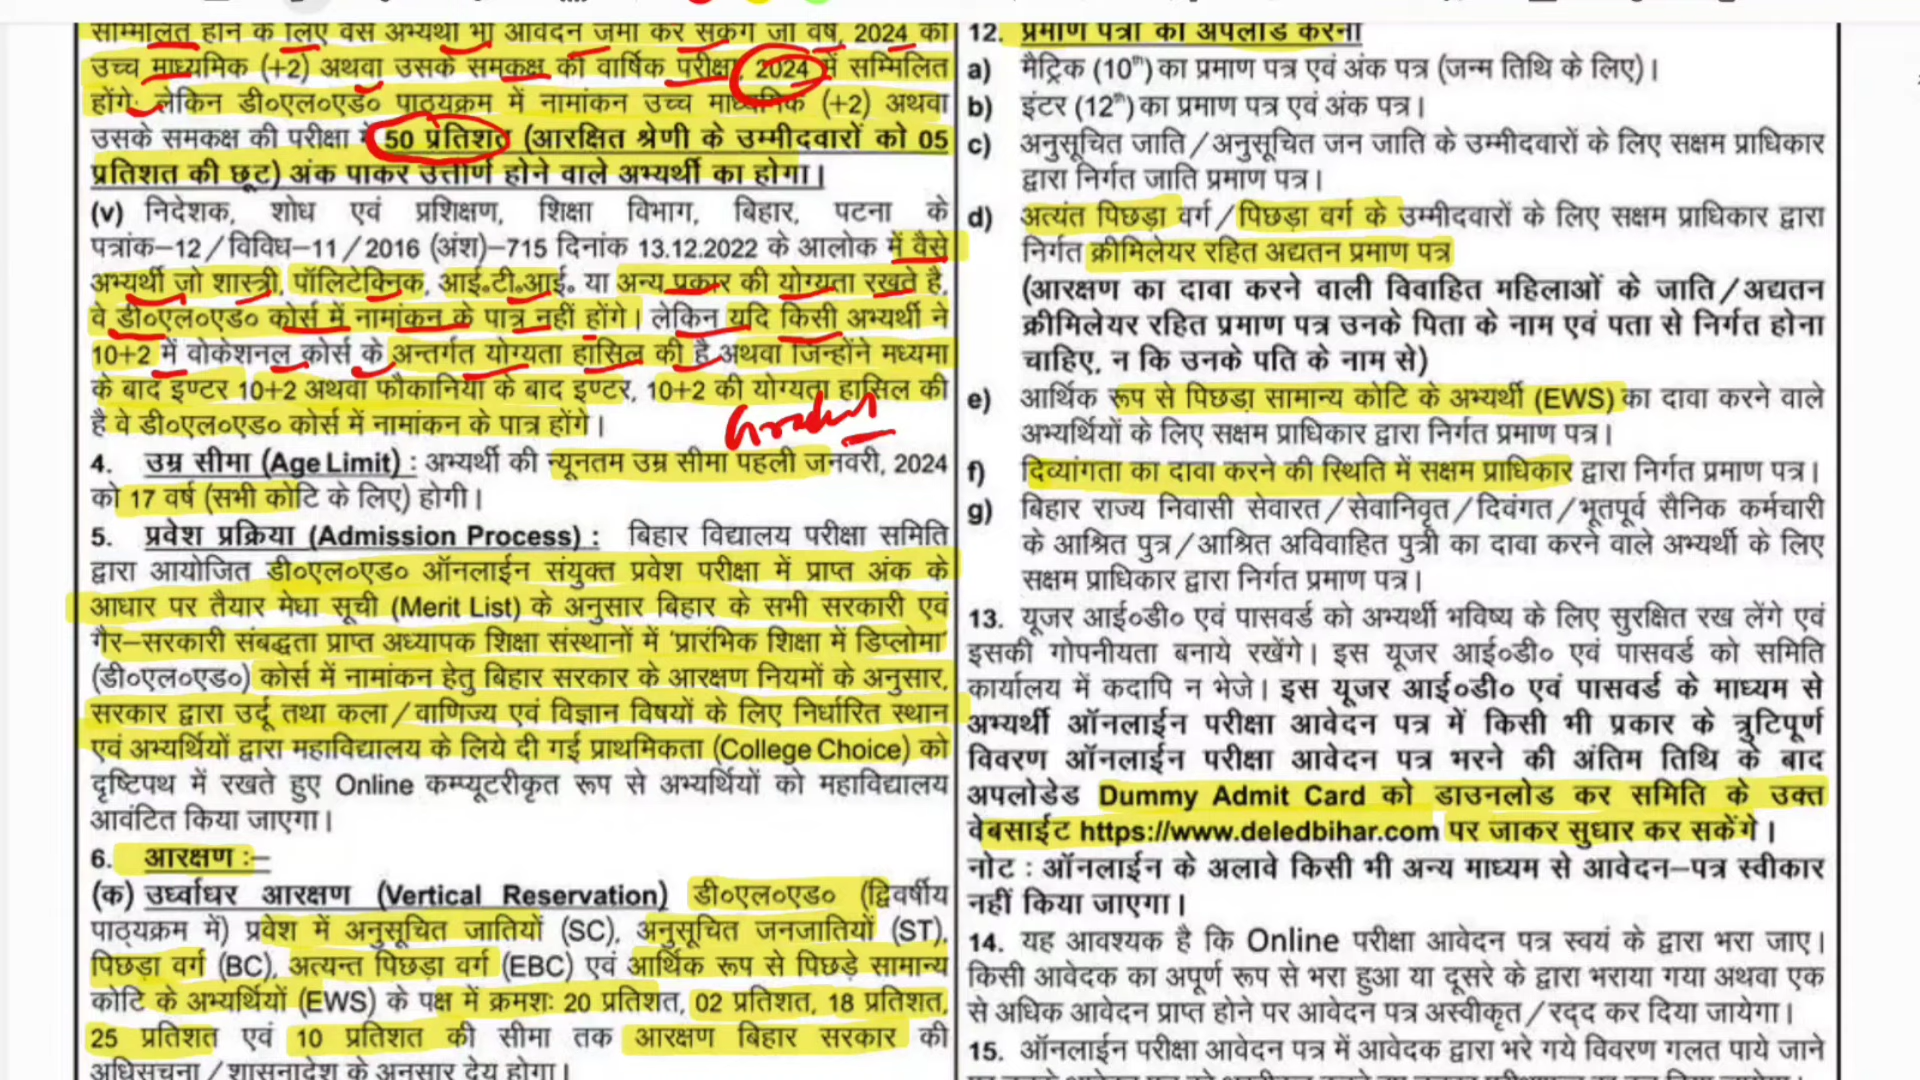 सम्मिलित होने के लिए वैसे अभ्यर्थी भी आवेदन जमा कर सकेंगे जो वर्ष, 2024 की
उच्च माध्यमिक (+2) अथवा उसके समकक्ष की वार्षिक परीक्षा, 2024 में सम्मिलित
होंगे, लेकिन डी०एल०एड० पाठ्यक्रम में नामांकन उच्च माध्यमिक (+2) अथवा
उसके समकक्ष की परीक्षा में 50 प्रतिशत (आरक्षित श्रेणी के उम्मीदवारों को 05
प्रतिशत की छूट) अंक पाकर उत्तीर्ण होने वाले अभ्यर्थी का होगा।
(v) निदेशक, शोध एवं प्रशिक्षण, शिक्षा विभाग, बिहार, पटना के
पत्रांक–12/विविध–11/2016 (अंश)–715 दिनांक 13.12.2022 के आलोक में वैसे
अभ्यर्थी जो शास्त्री, पॉलिटेक्निक, आई०टी०आई० या अन्य प्रकार की योग्यता रखते है,
वे डी०एल०एड० कोर्स में नामांकन के पात्र नहीं होंगे। लेकिन यदि किसी अभ्यर्थी ने
10+2 में वोकेशनल कोर्स के अन्तर्गत योग्यता हासिल की है अथवा जिन्होंने मध्यमा
के बाद इण्टर 10+2 अथवा फौकानिया के बाद इण्टर, 10+2 की योग्यता हासिल की
है वे डी०एल०एड० कोर्स में नामांकन के पात्र होंगे।
4. उम्र सीमा (Age Limit) : अभ्यर्थी की न्यूनतम उम्र सीमा पहली जनवरी, 2024
को 17 वर्ष (सभी कोटि के लिए) होगी।
5. प्रवेश प्रक्रिया (Admission Process) : बिहार विद्यालय परीक्षा समिति
द्वारा आयोजित डी०एल०एड० ऑनलाईन संयुक्त प्रवेश परीक्षा में प्राप्त अंक के
आधार पर तैयार मेधा सूची (Merit List) के अनुसार बिहार के सभी सरकारी एवं
गैर–सरकारी संबद्धता प्राप्त अध्यापक शिक्षा संस्थानों में 'प्रारंभिक शिक्षा में डिप्लोमा'
(डी०एल०एड०) कोर्स में नामांकन हेतु बिहार सरकार के आरक्षण नियमों के अनुसार,
सरकार द्वारा उर्दू तथा कला/वाणिज्य एवं विज्ञान विषयों के लिए निर्धारित स्थान
एवं अभ्यर्थियों द्वारा महाविद्यालय के लिये दी गई प्राथमिकता (College Choice) को
दृष्टिपथ में रखते हुए Online कम्प्यूटरीकृत रूप से अभ्यर्थियों को महाविद्यालय
आवंटित किया जाएगा।
6. आरक्षण :–
(क) उर्ध्वाधर आरक्षण (Vertical Reservation) डी०एल०एड० (द्विवर्षीय
पाठ्यक्रम में) प्रवेश में अनुसूचित जातियों (SC), अनुसूचित जनजातियों (ST),
पिछड़ा वर्ग (BC), अत्यन्त पिछड़ा वर्ग (EBC) एवं आर्थिक रूप से पिछड़े सामान्य
कोटि के अभ्यर्थियों (EWS) के पक्ष में क्रमशः 20 प्रतिशत, 02 प्रतिशत, 18 प्रतिशत,
25 प्रतिशत एवं 10 प्रतिशत की सीमा तक आरक्षण बिहार सरकार की
अधिसूचना/शासनादेश के अनुसार देय होगा।
12. प्रमाण पत्रों को अपलोड करना
a) मैट्रिक (10th) का प्रमाण पत्र एवं अंक पत्र (जन्म तिथि के लिए)।
b) इंटर (12th) का प्रमाण पत्र एवं अंक पत्र।
c) अनुसूचित जाति/अनुसूचित जन जाति के उम्मीदवारों के लिए सक्षम प्राधिकार
द्वारा निर्गत जाति प्रमाण पत्र।
d) अत्यंत पिछड़ा वर्ग/पिछड़ा वर्ग के उम्मीदवारों के लिए सक्षम प्राधिकार द्वारा
निर्गत क्रीमिलेयर रहित अद्यतन प्रमाण पत्र
(आरक्षण का दावा करने वाली विवाहित महिलाओं के जाति/अद्यतन
क्रीमिलेयर रहित प्रमाण पत्र उनके पिता के नाम एवं पता से निर्गत होना
चाहिए, न कि उनके पति के नाम से)
e) आर्थिक रूप से पिछड़ा सामान्य कोटि के अभ्यर्थी (EWS) का दावा करने वाले
अभ्यर्थियों के लिए सक्षम प्राधिकार द्वारा निर्गत प्रमाण पत्र।
f) दिव्यांगता का दावा करने की स्थिति में सक्षम प्राधिकार द्वारा निर्गत प्रमाण पत्र।
g) बिहार राज्य निवासी सेवारत/सेवानिवृत/दिवंगत/भूतपूर्व सैनिक कर्मचारी
के आश्रित पुत्र/आश्रित अविवाहित पुत्री का दावा करने वाले अभ्यर्थी के लिए
सक्षम प्राधिकार द्वारा निर्गत प्रमाण पत्र।
13. यूजर आई०डी० एवं पासवर्ड को अभ्यर्थी भविष्य के लिए सुरक्षित रख लेंगे एवं
इसकी गोपनीयता बनाये रखेंगे। इस यूजर आई०डी० एवं पासवर्ड को समिति
कार्यालय में कदापि न भेजे। इस यूजर आई०डी० एवं पासवर्ड के माध्यम से
अभ्यर्थी ऑनलाईन परीक्षा आवेदन पत्र में किसी भी प्रकार के त्रुटिपूर्ण
विवरण ऑनलाईन परीक्षा आवेदन पत्र भरने की अंतिम तिथि के बाद
अपलोडेड Dummy Admit Card को डाउनलोड कर समिति के उक्त
वेबसाईट https://www.deledbihar.com पर जाकर सुधार कर सकेंगे।
नोट : ऑनलाईन के अलावे किसी भी अन्य माध्यम से आवेदन–पत्र स्वीकार
नहीं किया जाएगा।
14. यह आवश्यक है कि Online परीक्षा आवेदन पत्र स्वयं के द्वारा भरा जाए।
किसी आवेदक का अपूर्ण रूप से भरा हुआ या दूसरे के द्वारा भराया गया अथवा एक
से अधिक आवेदन प्राप्त होने पर आवेदन पत्र अस्वीकृत/रद्द कर दिया जायेगा।
15. ऑनलाईन परीक्षा आवेदन पत्र में आवेदक द्वारा भरे गये विवरण गलत पाये जाने